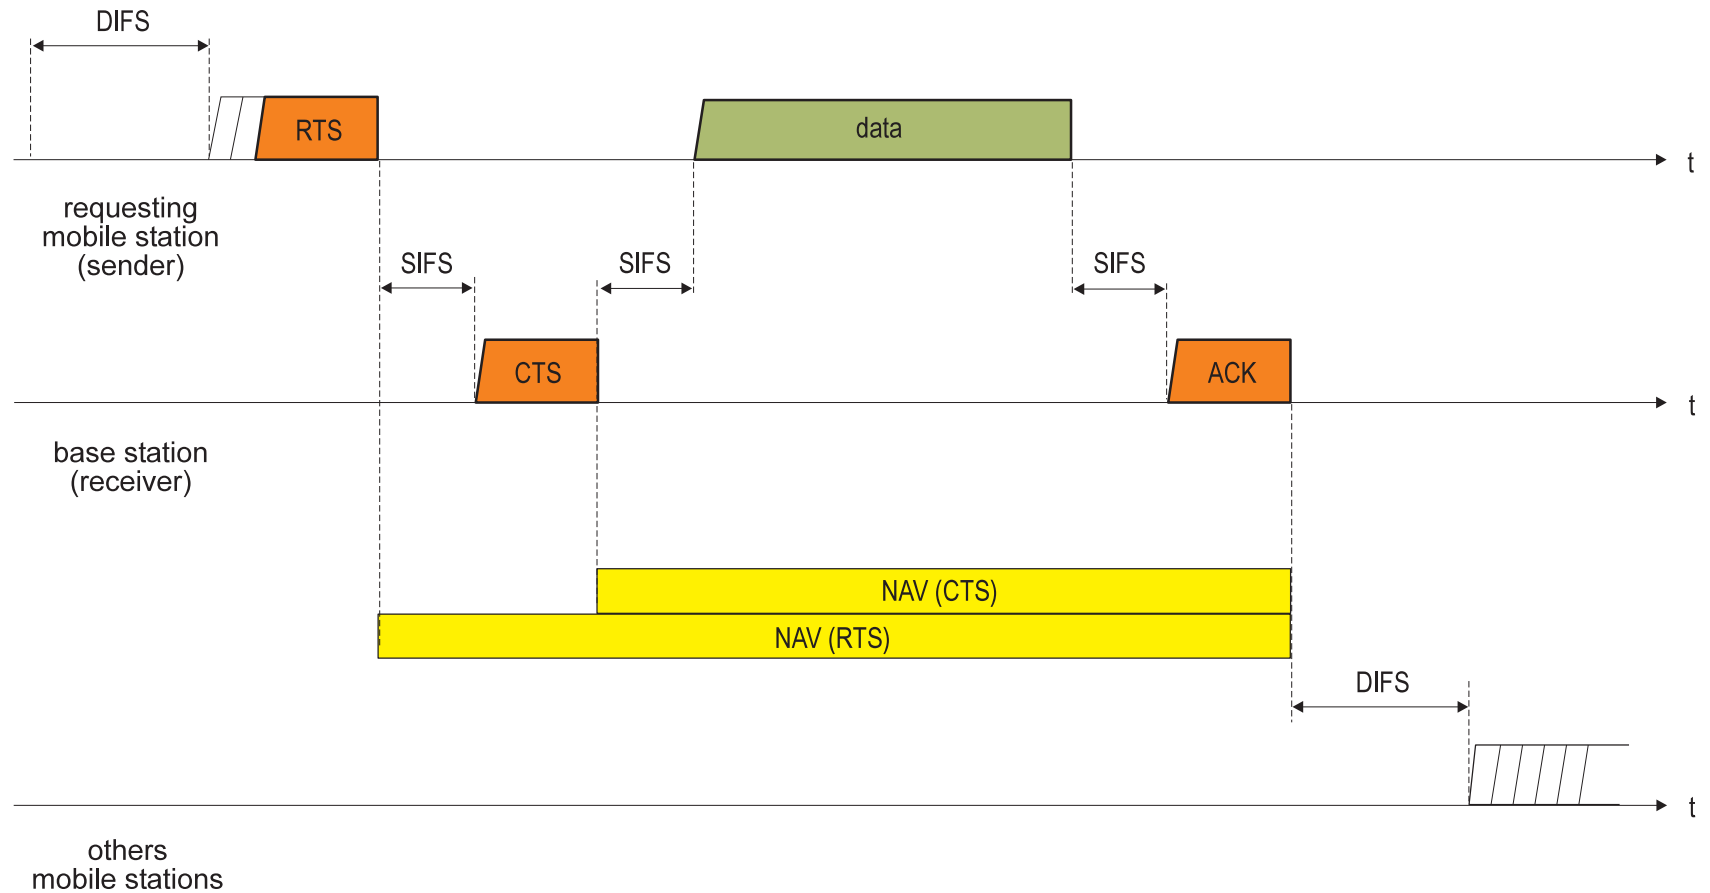 DIFS
RTS
data
t
requesting
mobile station
(sender)
SIFS
SIFS
SIFS
CTS
ACK
t
base station
(receiver)
NAV (CTS)
NAV (RTS)
DIFS
t
others
mobile stations